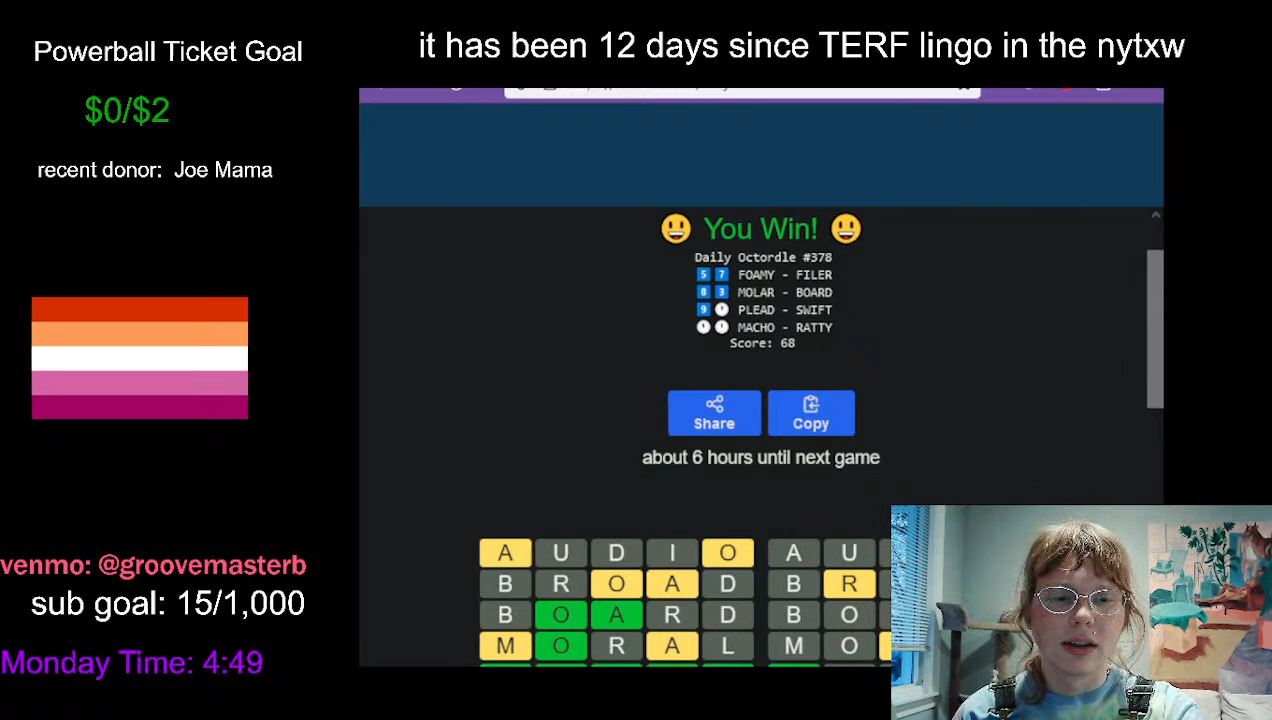 Powerball Ticket Goal
$0/$2
recent donor: Joe Mama
it has been 12 days since TERF lingo in the nytxw
You Win!
Daily Octordle #378
5 7 FOAMY - FILER
8 3 MOLAR - BOARD
9 🕚 PLEAD - SWIFT
MACHO - RATTY
Score: 68
Share
Copy
about 6 hours until next game
A U D I O A U
B R O A D B R
B O A R D B O
M O R A L M O
venmo: @groovemasterb
sub goal: 15/1,000
Monday Time: 4:49